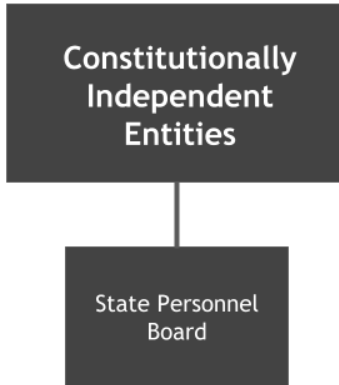 Constitutionally
Independent
Entities
State Personnel
Board